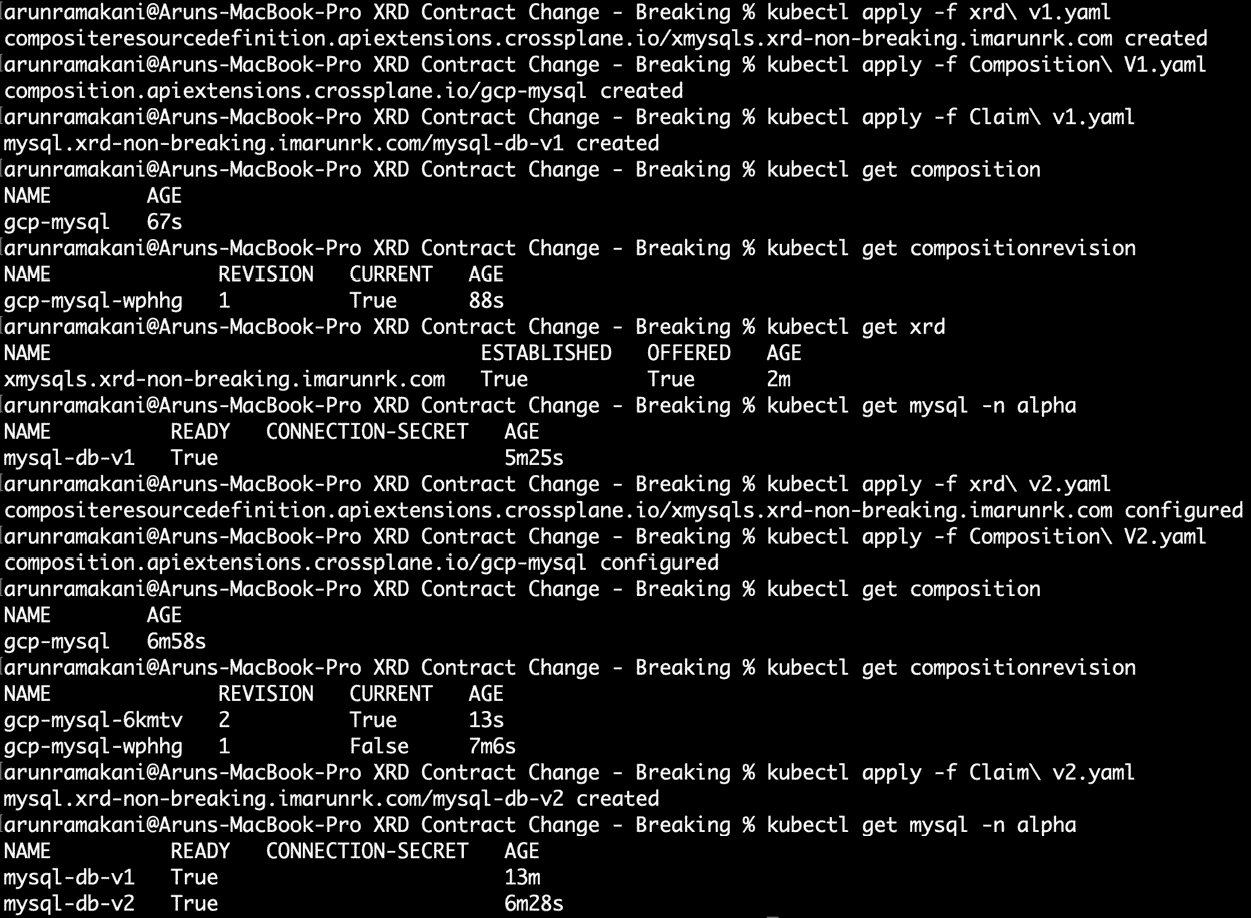 arunramakani@Aruns-MacBook-Pro XRD Contract Change - Breaking % kubectl apply -f xrd\ v1.yaml
compositeresourcedefinition.apiextensions.crossplane.io/xmysqls.xrd-non-breaking.imarunrk.com created
arunramakani@Aruns-MacBook-Pro XRD Contract Change - Breaking % kubectl apply -f Composition\ V1.yaml
composition.apiextensions.crossplane.io/gcp-mysql created
arunramakani@Aruns-MacBook-Pro XRD Contract Change - Breaking % kubectl apply -f Claim\ v1.yaml
mysql.xrd-non-breaking.imarunrk.com/mysql-db-v1 created
arunramakani@Aruns-MacBook-Pro XRD Contract Change - Breaking % kubectl get composition
NAME        AGE
gcp-mysql   67s
arunramakani@Aruns-MacBook-Pro XRD Contract Change - Breaking % kubectl get compositionrevision
NAME              REVISION   CURRENT   AGE
gcp-mysql-wphhg   1          True      88s
arunramakani@Aruns-MacBook-Pro XRD Contract Change - Breaking % kubectl get xrd
NAME                                    ESTABLISHED   OFFERED   AGE
xmysqls.xrd-non-breaking.imarunrk.com   True          True      2m
arunramakani@Aruns-MacBook-Pro XRD Contract Change - Breaking % kubectl get mysql -n alpha
NAME          READY   CONNECTION-SECRET   AGE
mysql-db-v1   True                        5m25s
arunramakani@Aruns-MacBook-Pro XRD Contract Change - Breaking % kubectl apply -f xrd\ v2.yaml
compositeresourcedefinition.apiextensions.crossplane.io/xmysqls.xrd-non-breaking.imarunrk.com configured
arunramakani@Aruns-MacBook-Pro XRD Contract Change - Breaking % kubectl apply -f Composition\ V2.yaml
composition.apiextensions.crossplane.io/gcp-mysql configured
arunramakani@Aruns-MacBook-Pro XRD Contract Change - Breaking % kubectl get composition
NAME        AGE
gcp-mysql   6m58s
arunramakani@Aruns-MacBook-Pro XRD Contract Change - Breaking % kubectl get compositionrevision
NAME              REVISION   CURRENT   AGE
gcp-mysql-6kmtv   2          True      13s
gcp-mysql-wphhg   1          False     7m6s
arunramakani@Aruns-MacBook-Pro XRD Contract Change - Breaking % kubectl apply -f Claim\ v2.yaml
mysql.xrd-non-breaking.imarunrk.com/mysql-db-v2 created
arunramakani@Aruns-MacBook-Pro XRD Contract Change - Breaking % kubectl get mysql -n alpha
NAME          READY   CONNECTION-SECRET   AGE
mysql-db-v1   True                        13m
mysql-db-v2   True                        6m28s